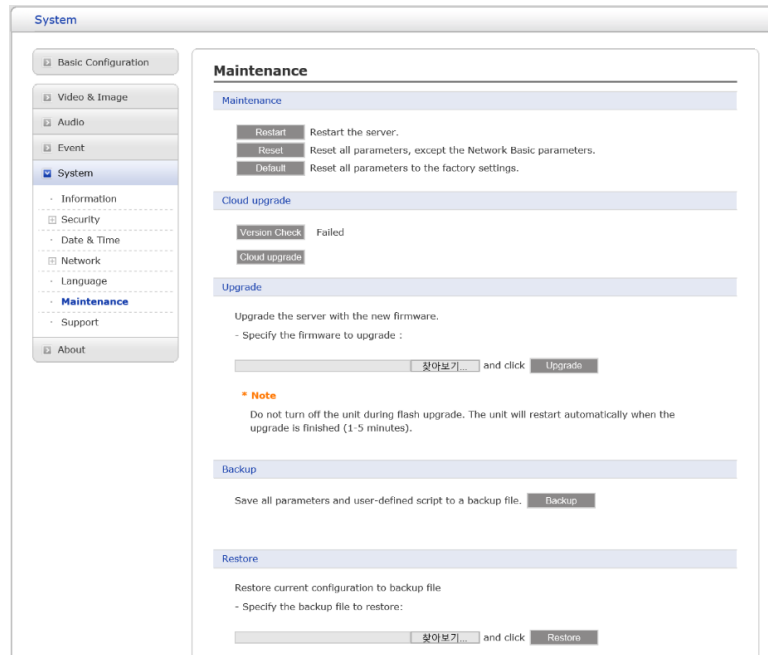 System
Basic Configuration
Video & Image
Audio
Event
System
Information
Security
Date & Time
Network
Language
Maintenance
Support
About
Maintenance
Maintenance
Restart Restart the server.
Reset Reset all parameters, except the Network Basic parameters.
Default Reset all parameters to the factory settings.
Cloud upgrade
Version Check Failed
Cloud upgrade
Upgrade
Upgrade the server with the new firmware.
- Specify the firmware to upgrade :
찾아보기... and click Upgrade
* Note
Do not turn off the unit during flash upgrade. The unit will restart automatically when the
upgrade is finished (1-5 minutes).
Backup
Save all parameters and user-defined script to a backup file. Backup
Restore
Restore current configuration to backup file
- Specify the backup file to restore:
찾아보기... and click Restore